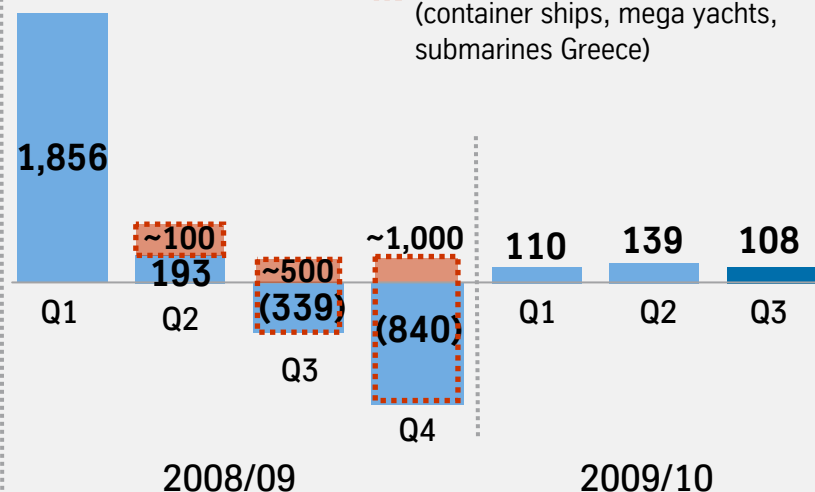 (container ships, mega yachts,
submarines Greece)
1,856
~100
193
~500
(339)
~1,000
(840)
110
139
108
Q1
Q2
Q3
Q4
Q1
Q2
Q3
2008/09
2009/10